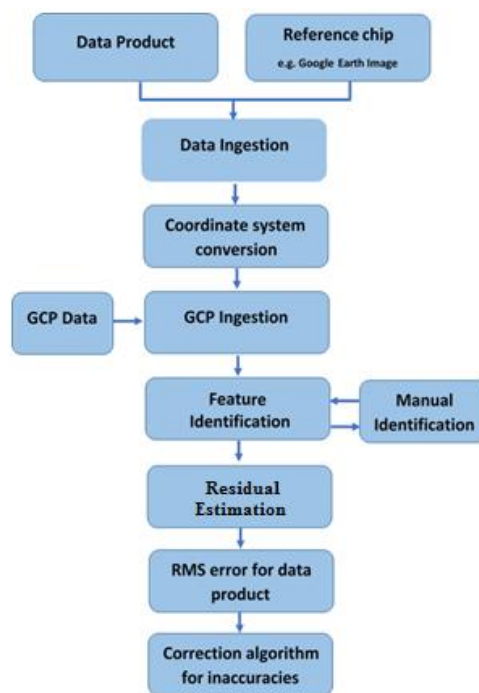 Data Product
Reference chip
e.g. Google Earth Image
Data Ingestion
Coordinate system
conversion
GCP Data
GCP Ingestion
Feature
Identification
Manual
Identification
Residual
Estimation
RMS error for data
product
Correction algorithm
for inaccuracies